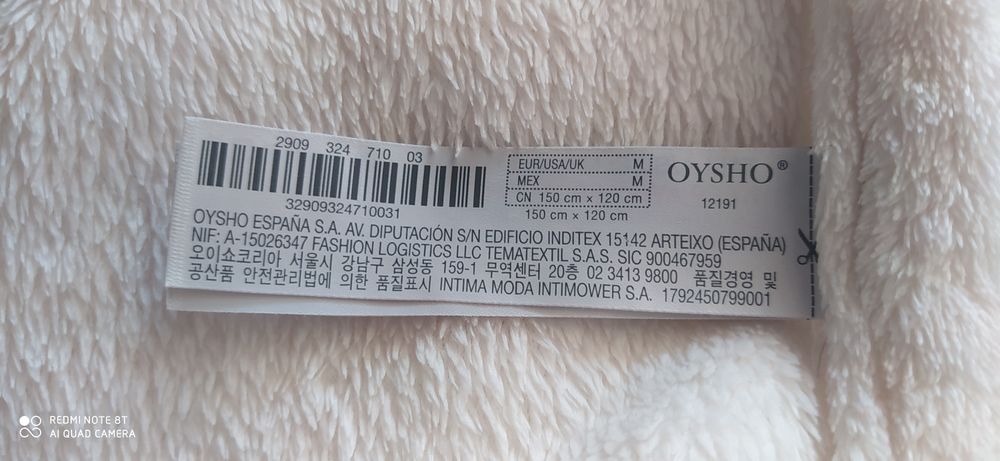 2909 324 710 03
32909324710031
EUR/USA/UK M
MEX M
CN 150 cm × 120 cm
150 cm × 120 cm
OYSHO®
12191
OYSHO ESPAÑA S.A. AV. DIPUTACIÓN S/N EDIFICIO INDITEX 15142 ARTEIXO (ESPAÑA)
NIF: A-15026347 FASHION LOGISTICS LLC TEMATEXTIL S.A.S. SIC 900467959
오이쇼코리아 서울시 강남구 삼성동 159-1 무역센터 20층 02 3413 9800 품질경영 및
공산품 안전관리법에 의한 품질표시 INTIMA MODA INTIMOWER S.A. 1792450799001
REDMI NOTE 8T
AI QUAD CAMERA